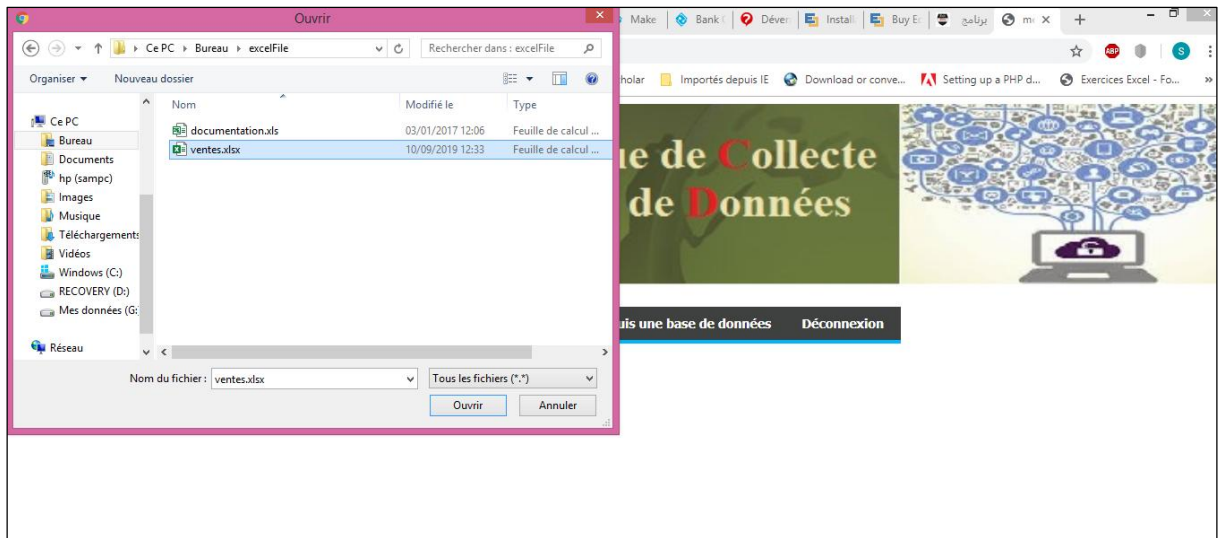 Ouvrir
Ce PC Bureau excelFile
Rechercher dans : excelFile
Organiser
Nouveau dossier
Nom
Modifié le
Type
documentation.xls
03/01/2017 12:06
Feuille de calcul ...
ventes.xlsx
10/09/2019 12:33
Feuille de calcul ...
Ce PC
Bureau
Documents
hp (sampc)
Images
Musique
Téléchargements
Vidéos
Windows (C:)
RECOVERY (D:)
Mes données (G:
Réseau
Nom du fichier : ventes.xlsx
Tous les fichiers (*.*)
Ouvrir
Annuler
Make
Bank
Déver
Install
Buy Ec
برنامج
ABP
S
holar
Importés depuis IE
Download or conve...
Setting up a PHP d...
Exercices Excel - Fo...
»
ue de Collecte
de Données
uis une base de données
Déconnexion